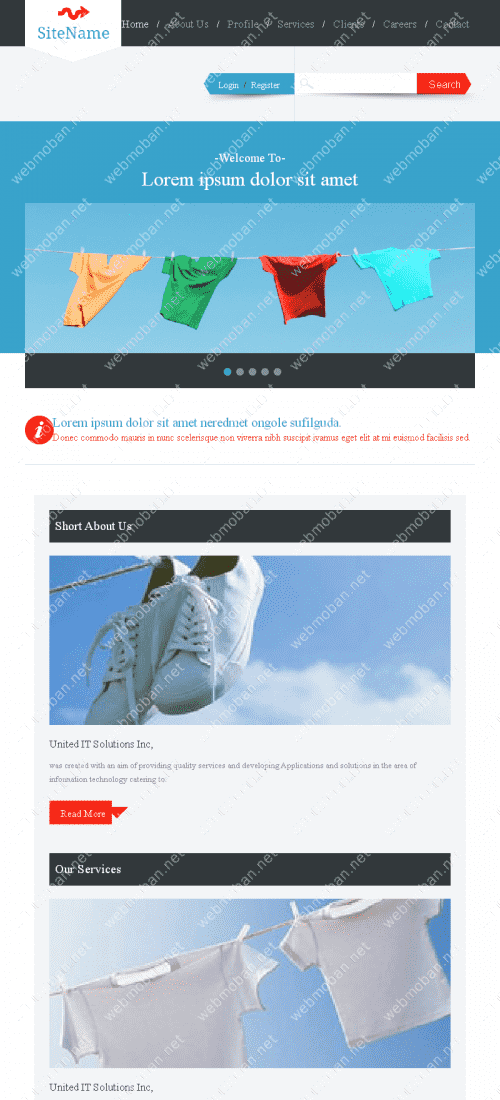 SiteName
Home / About Us / Profile / Services / Clients / Careers / Contact
Login / Register
Search
-Welcome To-
Lorem ipsum dolor sit amet
i Lorem ipsum dolor sit amet neredmet ongole sufilguda.
Donec commodo mauris in nunc scelerisque non viverra nibh suscipit ivamus eget elit at mi euismod facilisis sed
Short About Us
United IT Solutions Inc,
was created with an aim of providing quality services and developing Applications and solutions in the area of
information technology catering to
Read More
Our Services
United IT Solutions Inc,
webmoban.net